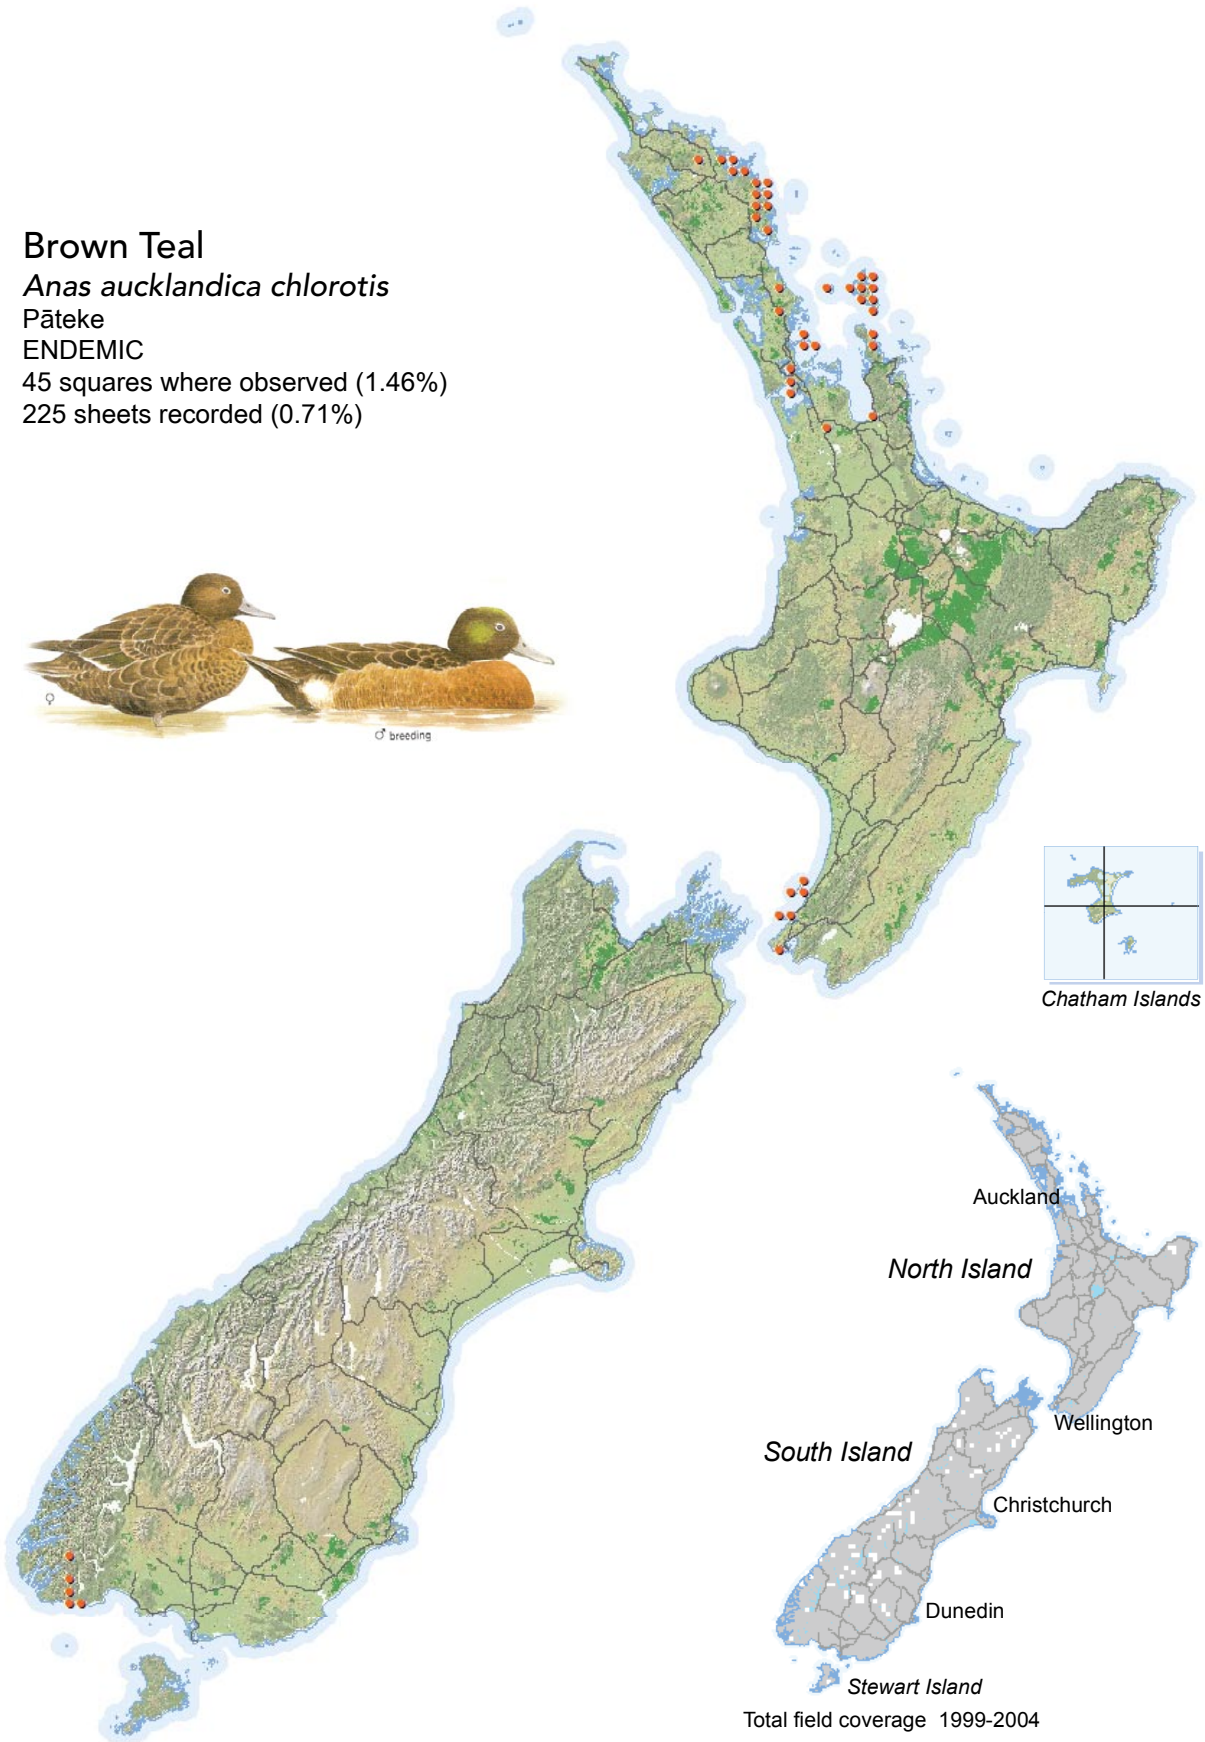 Brown Teal
Anas aucklandica chlorotis
Pāteke
ENDEMIC
45 squares where observed (1.46%)
225 sheets recorded (0.71%)
♀
♂ breeding
Chatham Islands
Auckland
North Island
Wellington
South Island
Christchurch
Dunedin
Stewart Island
Total field coverage 1999-2004